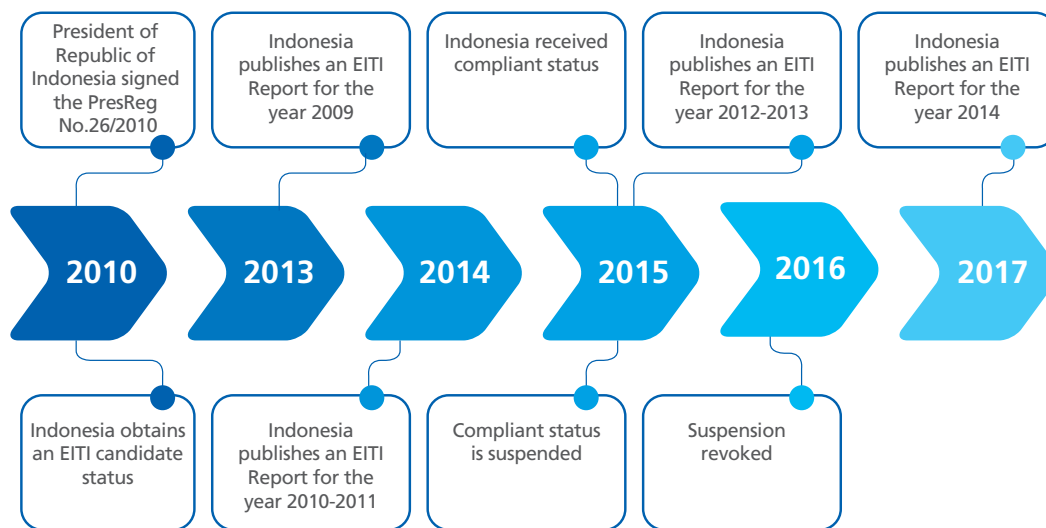 President of
Republic of
Indonesia signed
the PresReg
No.26/2010
Indonesia
publishes an EITI
Report for the
year 2009
Indonesia received
compliant status
Indonesia
publishes an EITI
Report for the
year 2012-2013
Indonesia
publishes an EITI
Report for the
year 2014
2010
2013
2014
2015
2016
2017
Indonesia obtains
an EITI candidate
status
Indonesia
publishes an EITI
Report for the
year 2010-2011
Compliant status
is suspended
Suspension
revoked